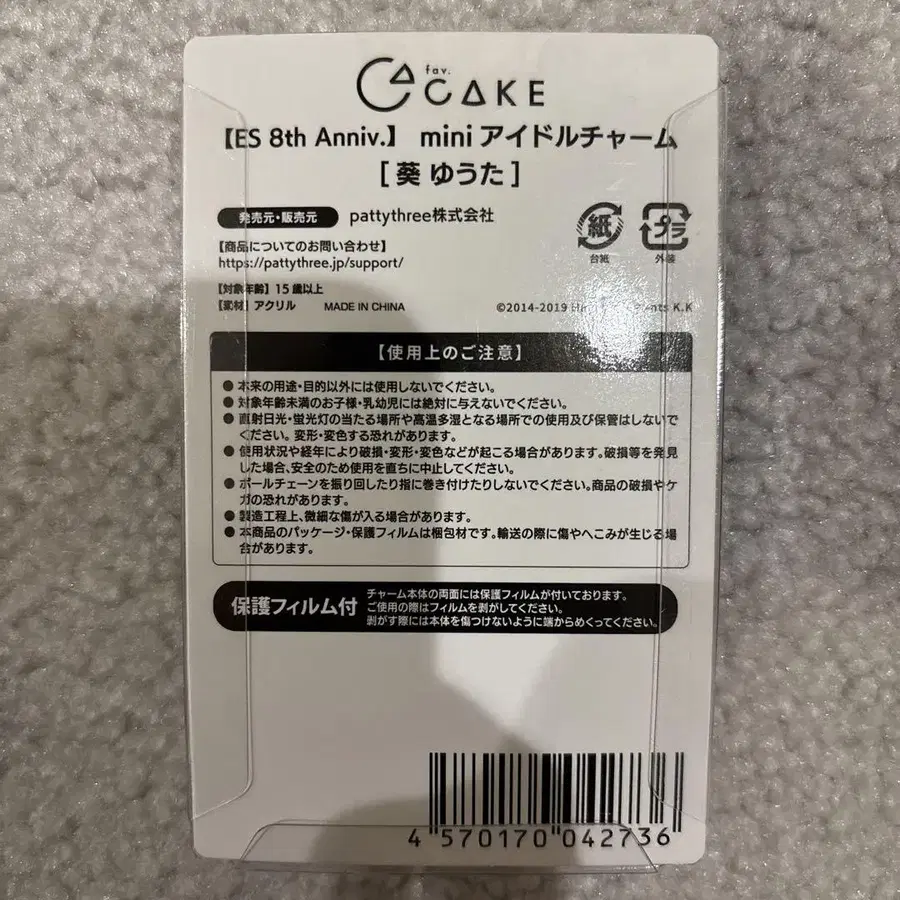 fav.
CAKE
【ES 8th Anniv.】 mini アイドルチャーム
[ 葵 ゆうた ]
発売元・販売元 pattythree株式会社
紙
プラ
台紙
外装
【商品についてのお問い合わせ】
https://pattythree.jp/support/
【対象年齢】15歳以上
【素材】アクリル MADE IN CHINA
©2014-2019 K.K
【使用上のご注意】
●本来の用途・目的以外には使用しないでください。
●対象年齢未満のお子様・乳幼児には絶対に与えないでください。
●直射日光・蛍光灯の当たる場所や高温多湿となる場所での使用及び保管はしないで
ください。変形・変色する恐れがあります。
●使用状況や経年により破損・変形・変色などが起こる場合があります。破損等を発見
した場合、安全のため使用を直ちに中止してください。
●ボールチェーンを振り回したり指に巻き付けたりしないでください。商品の破損やケ
ガの恐れがあります。
●製造工程上、微細な傷が入る場合があります。
●本商品のパッケージ・保護フィルムは梱包材です。輸送の際に傷やへこみが生じる場
合があります。
保護フィルム付
チャーム本体の両面には保護フィルムが付いております。
ご使用の際はフィルムを剥がしてください。
剥がす際には本体を傷つけないように端からめくってください。
4 570170 042736